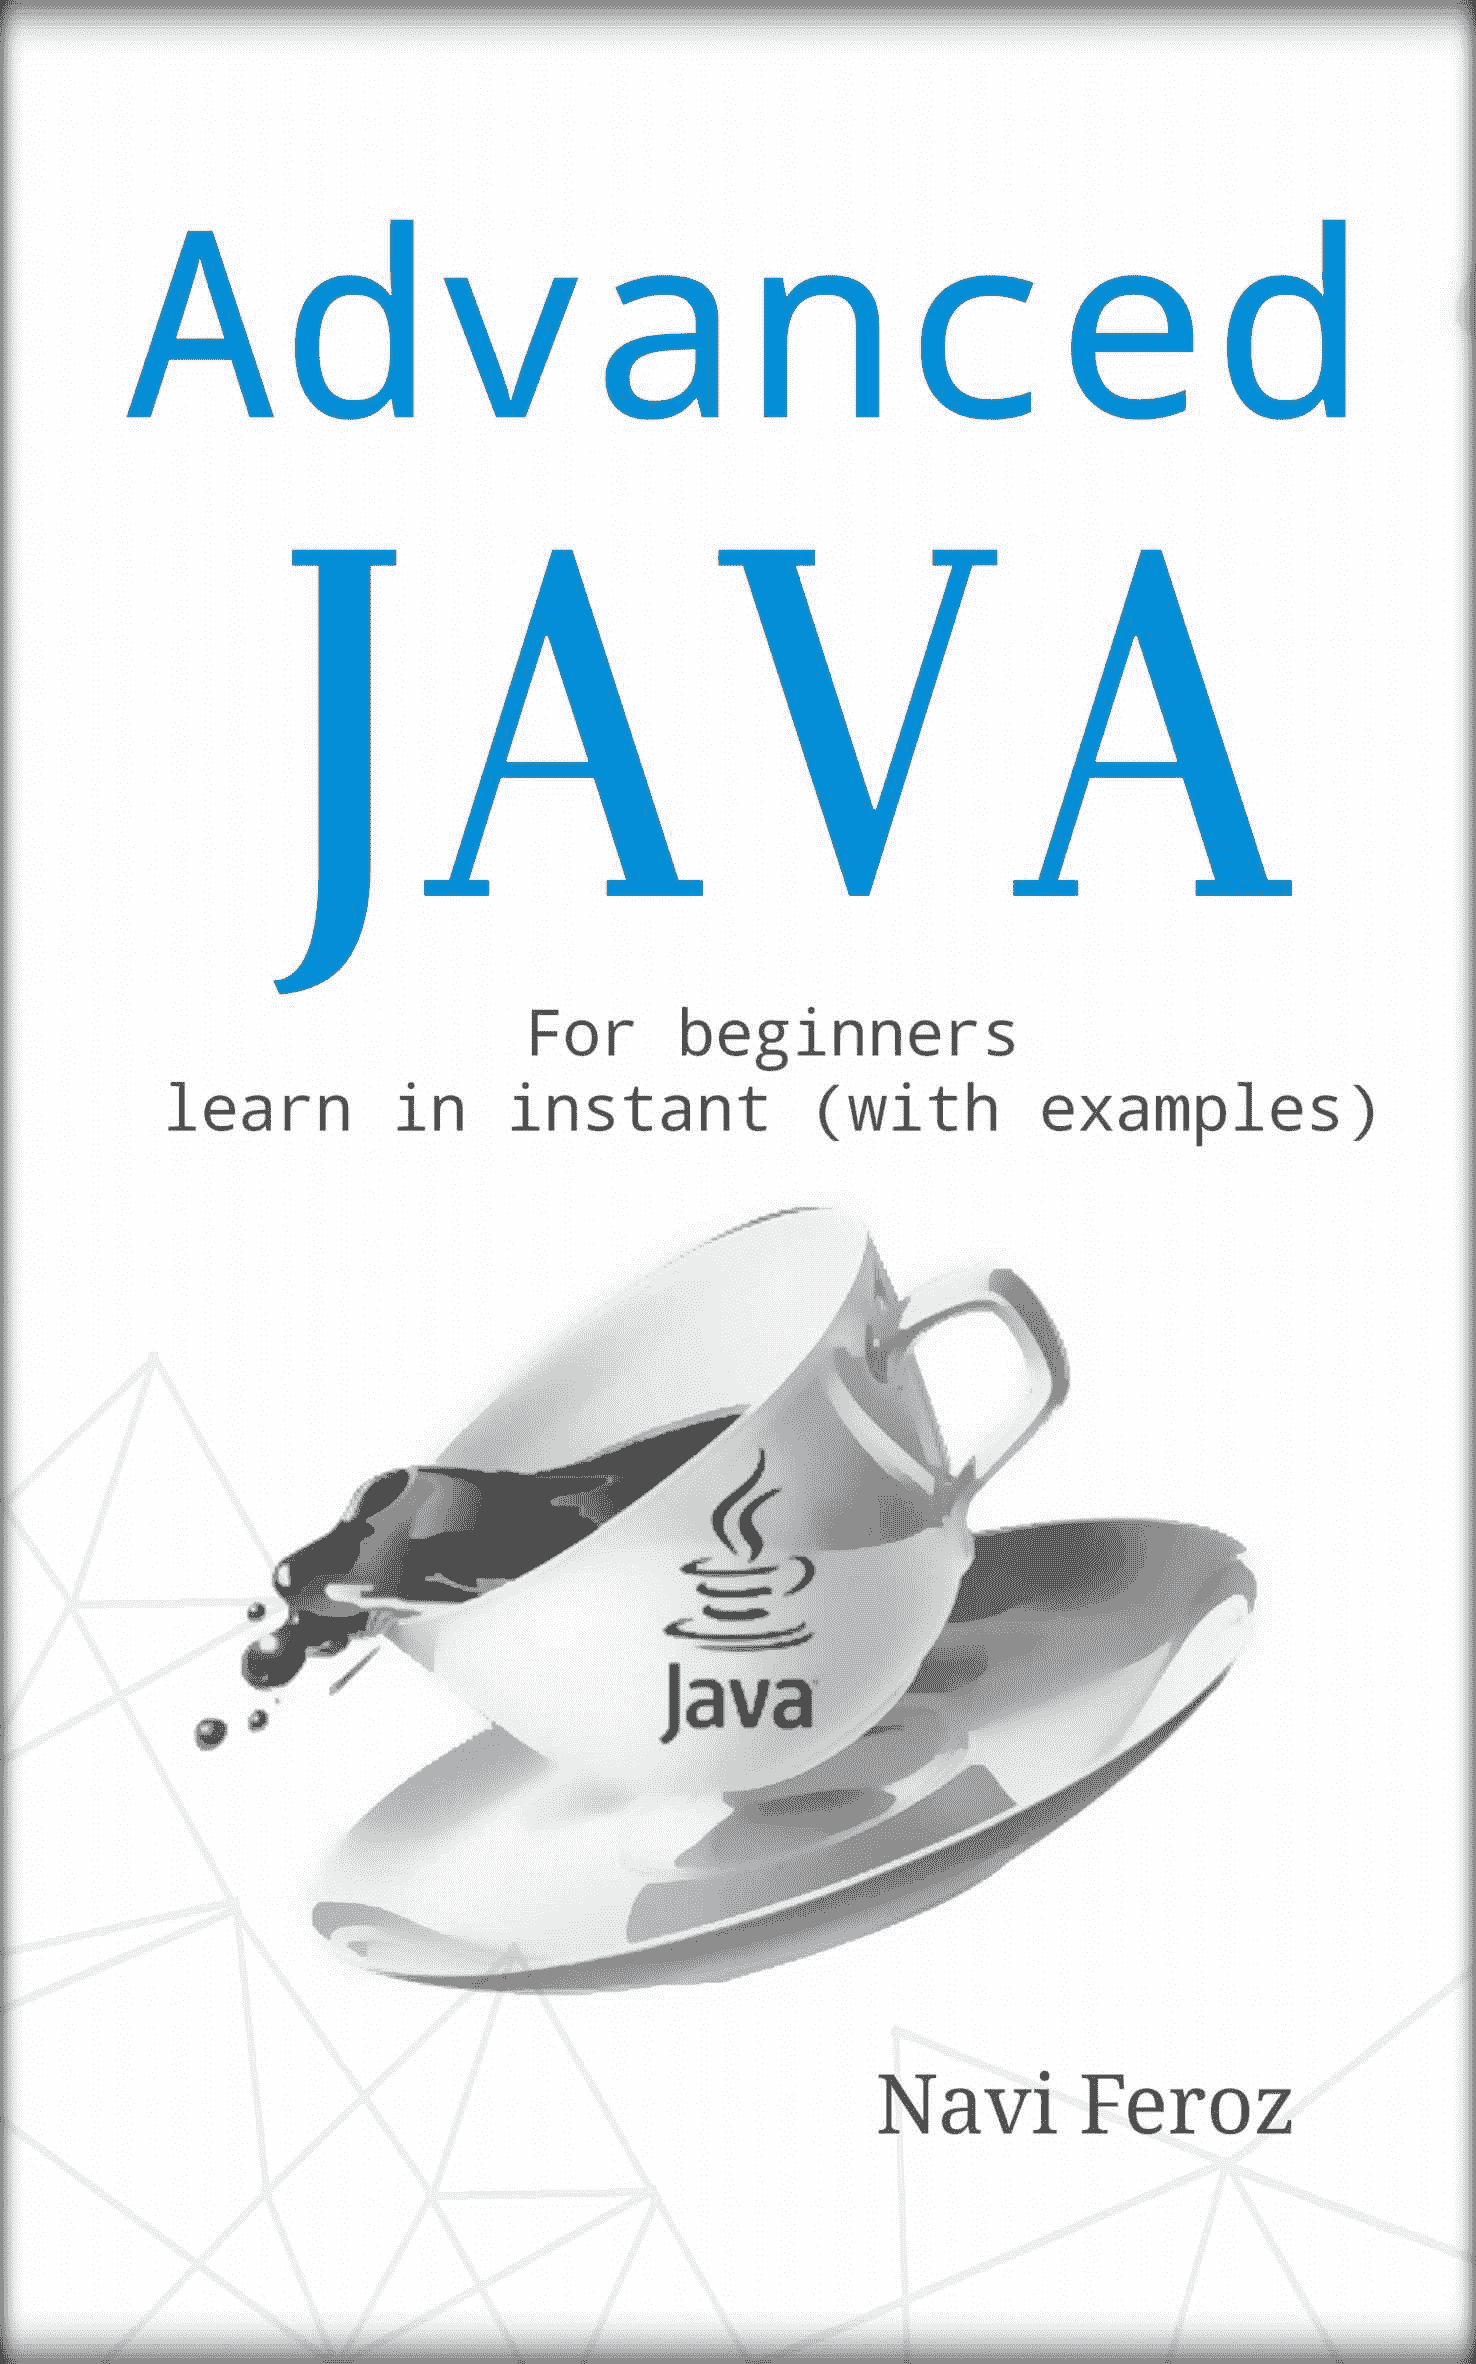 Advanced
JAVA
For beginners
learn in instant (with examples)
Java
Navi Feroz